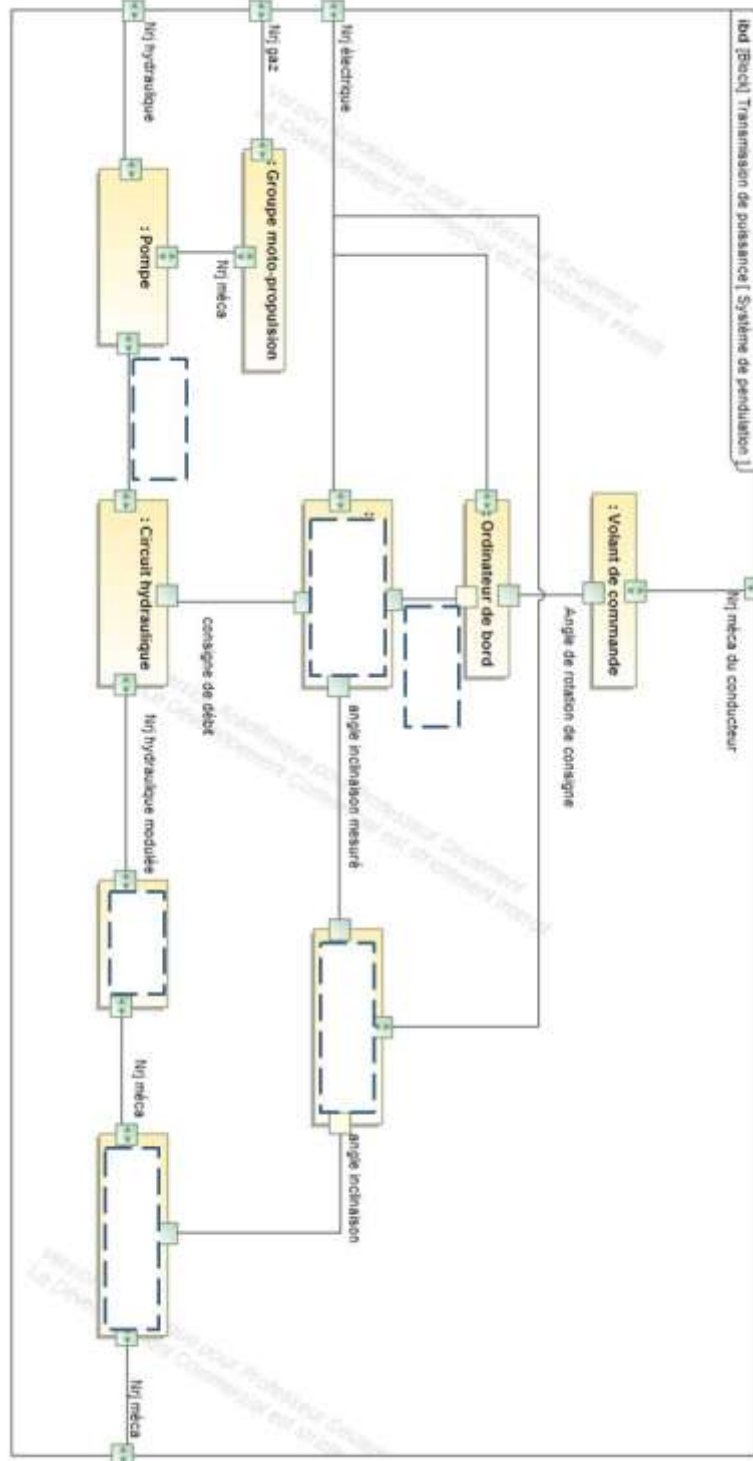 ibd [Block] Transmission de puissance [ Système de pendulation ]
Nrj méca du conducteur
: Volant de commande
Angle de rotation de consigne
: Ordinateur de bord
Nrj électrique
:
angle inclinaison mesuré
angle inclinaison
Nrj gaz
: Groupe moto-propulsion
Nrj méca
consigne de débit
Nrj hydraulique
: Pompe
: Circuit hydraulique
Nrj hydraulique modulée
Nrj méca
Nrj méca